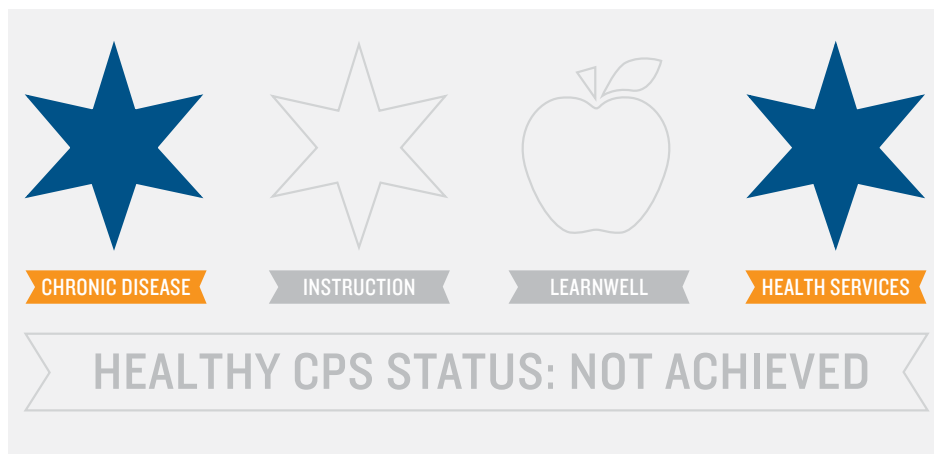 CHRONIC DISEASE
INSTRUCTION
LEARNWELL
HEALTH SERVICES
HEALTHY CPS STATUS: NOT ACHIEVED